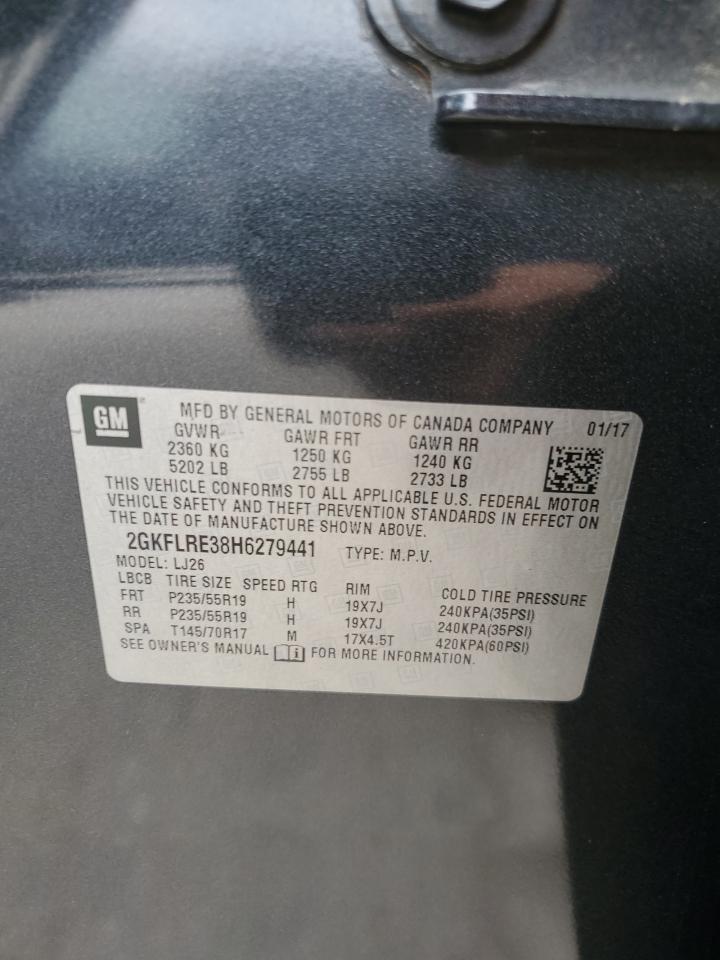 GM
MFD BY GENERAL MOTORS OF CANADA COMPANY 01/17
GVWR GAWR FRT GAWR RR
2360 KG 1250 KG 1240 KG
5202 LB 2755 LB 2733 LB
THIS VEHICLE CONFORMS TO ALL APPLICABLE U.S. FEDERAL MOTOR
VEHICLE SAFETY AND THEFT PREVENTION STANDARDS IN EFFECT ON
THE DATE OF MANUFACTURE SHOWN ABOVE.
2GKFLRE38H6279441 TYPE: M.P.V.
MODEL: LJ26
LBCB TIRE SIZE SPEED RTG RIM COLD TIRE PRESSURE
FRT P235/55R19 H 19X7J 240KPA(35PSI)
RR P235/55R19 H 19X7J 240KPA(35PSI)
SPA T145/70R17 M 17X4.5T 420KPA(60PSI)
SEE OWNER'S MANUAL FOR MORE INFORMATION.